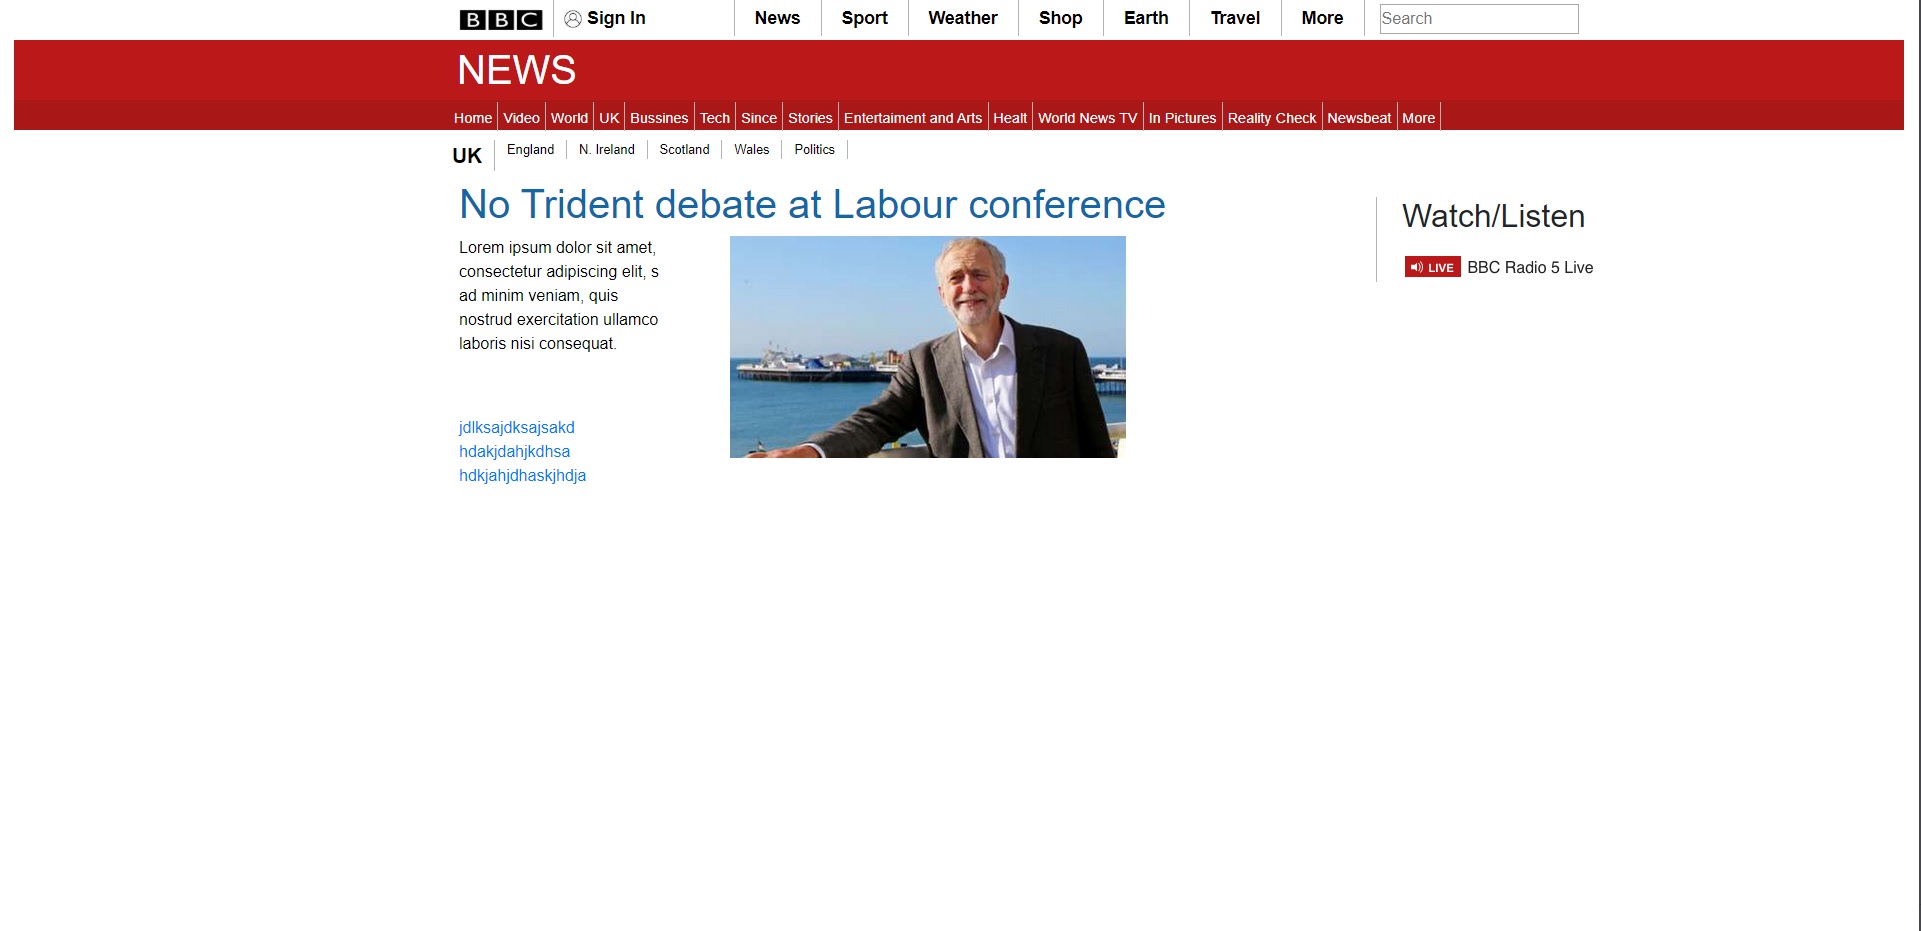 BBC Sign In News Sport Weather Shop Earth Travel More Search
NEWS
Home Video World UK Bussines Tech Since Stories Entertaiment and Arts Healt World News TV In Pictures Reality Check Newsbeat More
UK England N. Ireland Scotland Wales Politics
No Trident debate at Labour conference
Lorem ipsum dolor sit amet,
consectetur adipiscing elit, s
ad minim veniam, quis
nostrud exercitation ullamco
laboris nisi consequat.
jdlksajdksajsakd
hdakjdahjkdhsa
hdkjahjdhaskjhdja
Watch/Listen
LIVE BBC Radio 5 Live